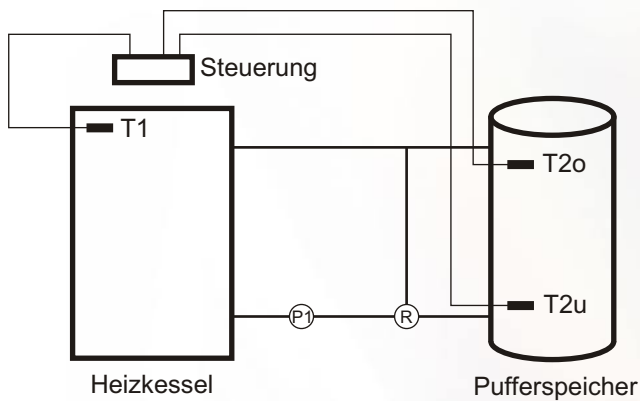 Steuerung
T1
T2o
T2u
P1
R
Heizkessel
Pufferspeicher